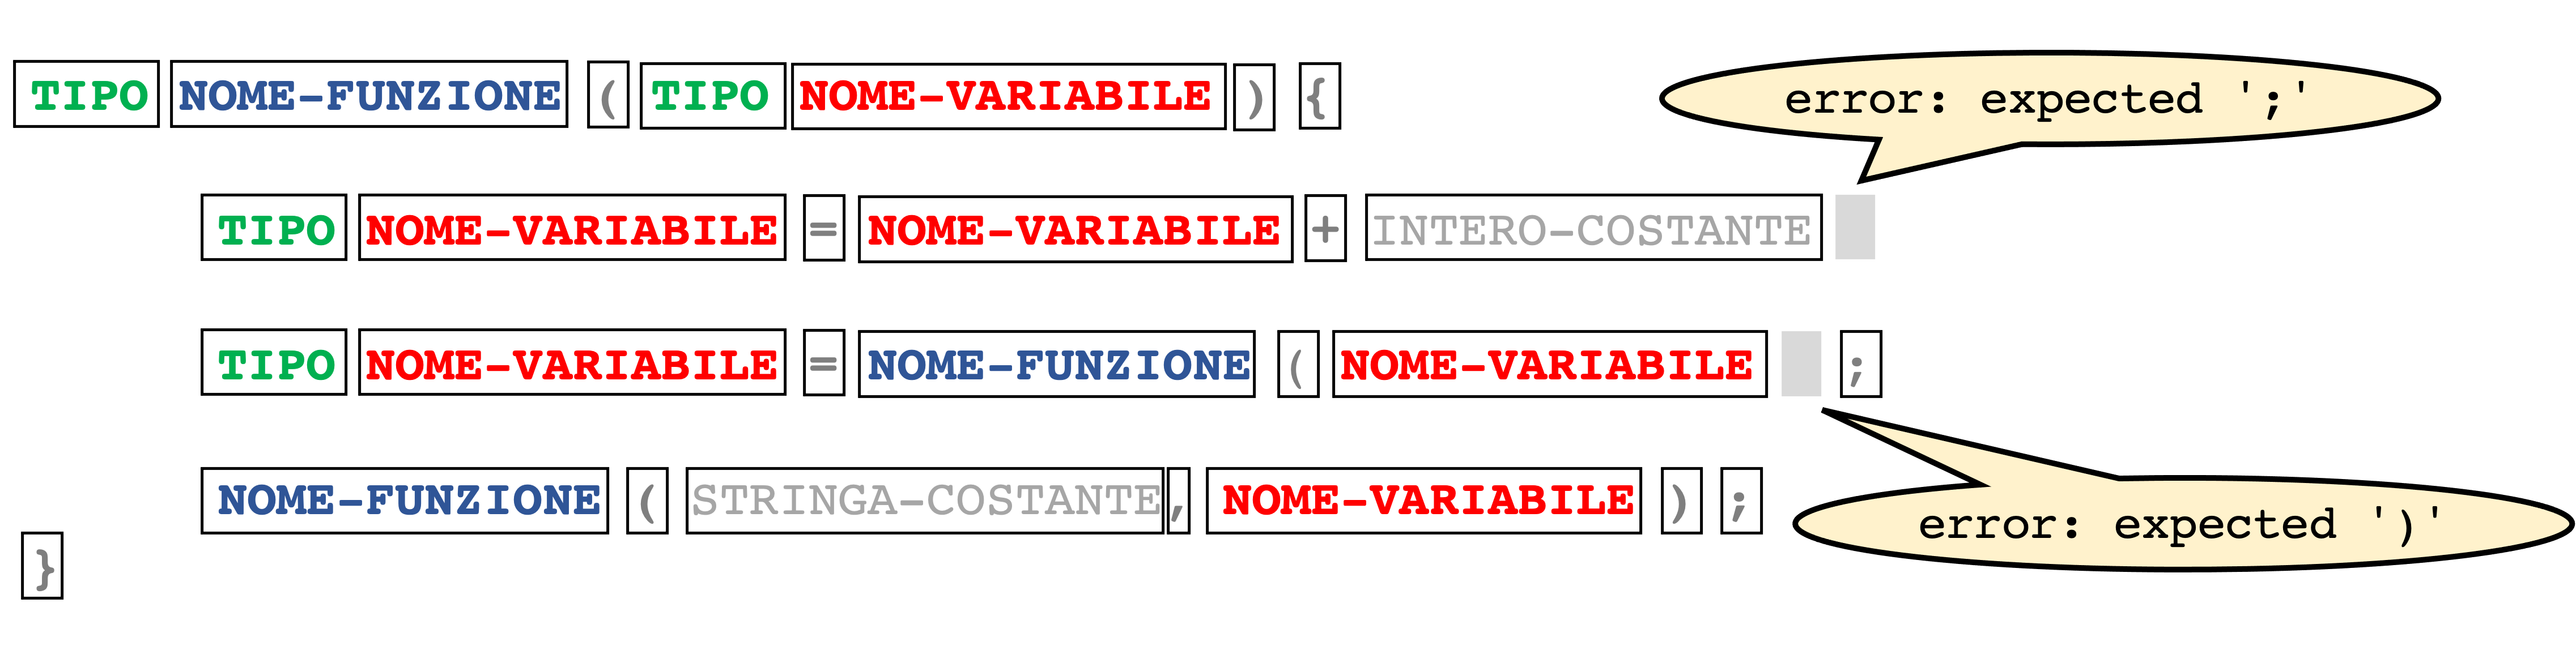 TIPO NOME-FUNZIONE ( TIPO NOME-VARIABILE ) {
error: expected ';'
TIPO NOME-VARIABILE = NOME-VARIABILE + INTERO-COSTANTE
TIPO NOME-VARIABILE = NOME-FUNZIONE ( NOME-VARIABILE ;
NOME-FUNZIONE ( STRINGA-COSTANTE , NOME-VARIABILE ) ;
error: expected ')'
}